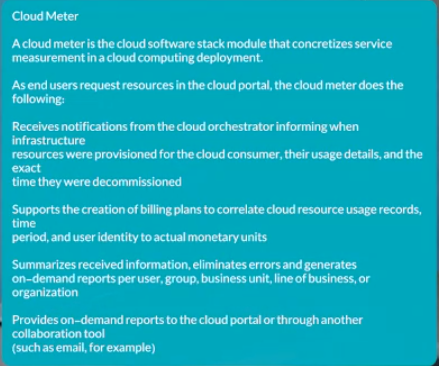 Cloud Meter
A cloud meter is the cloud software stack module that concretizes service
measurement in a cloud computing deployment.
As end users request resources in the cloud portal, the cloud meter does the
following:
Receives notifications from the cloud orchestrator informing when
infrastructure
resources were provisioned for the cloud consumer, their usage details, and the
exact
time they were decommissioned
Supports the creation of billing plans to correlate cloud resource usage records,
time
period, and user identity to actual monetary units
Summarizes received information, eliminates errors and generates
on-demand reports per user, group, business unit, line of business, or
organization
Provides on-demand reports to the cloud portal or through another
collaboration tool
(such as email, for example)